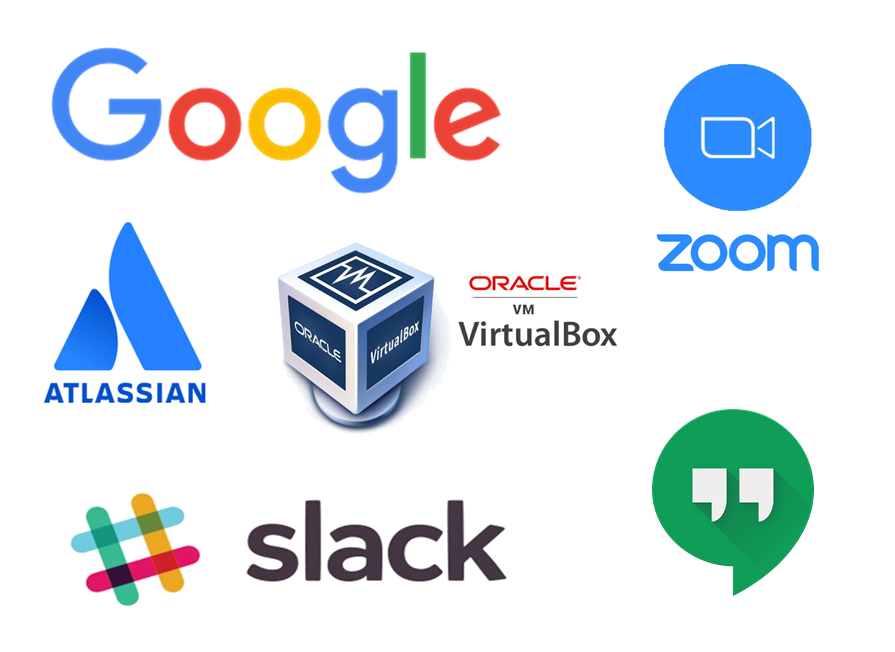 Google
zoom
ATLASSIAN
ORACLE
VirtualBox
ORACLE®
VM
VirtualBox
slack